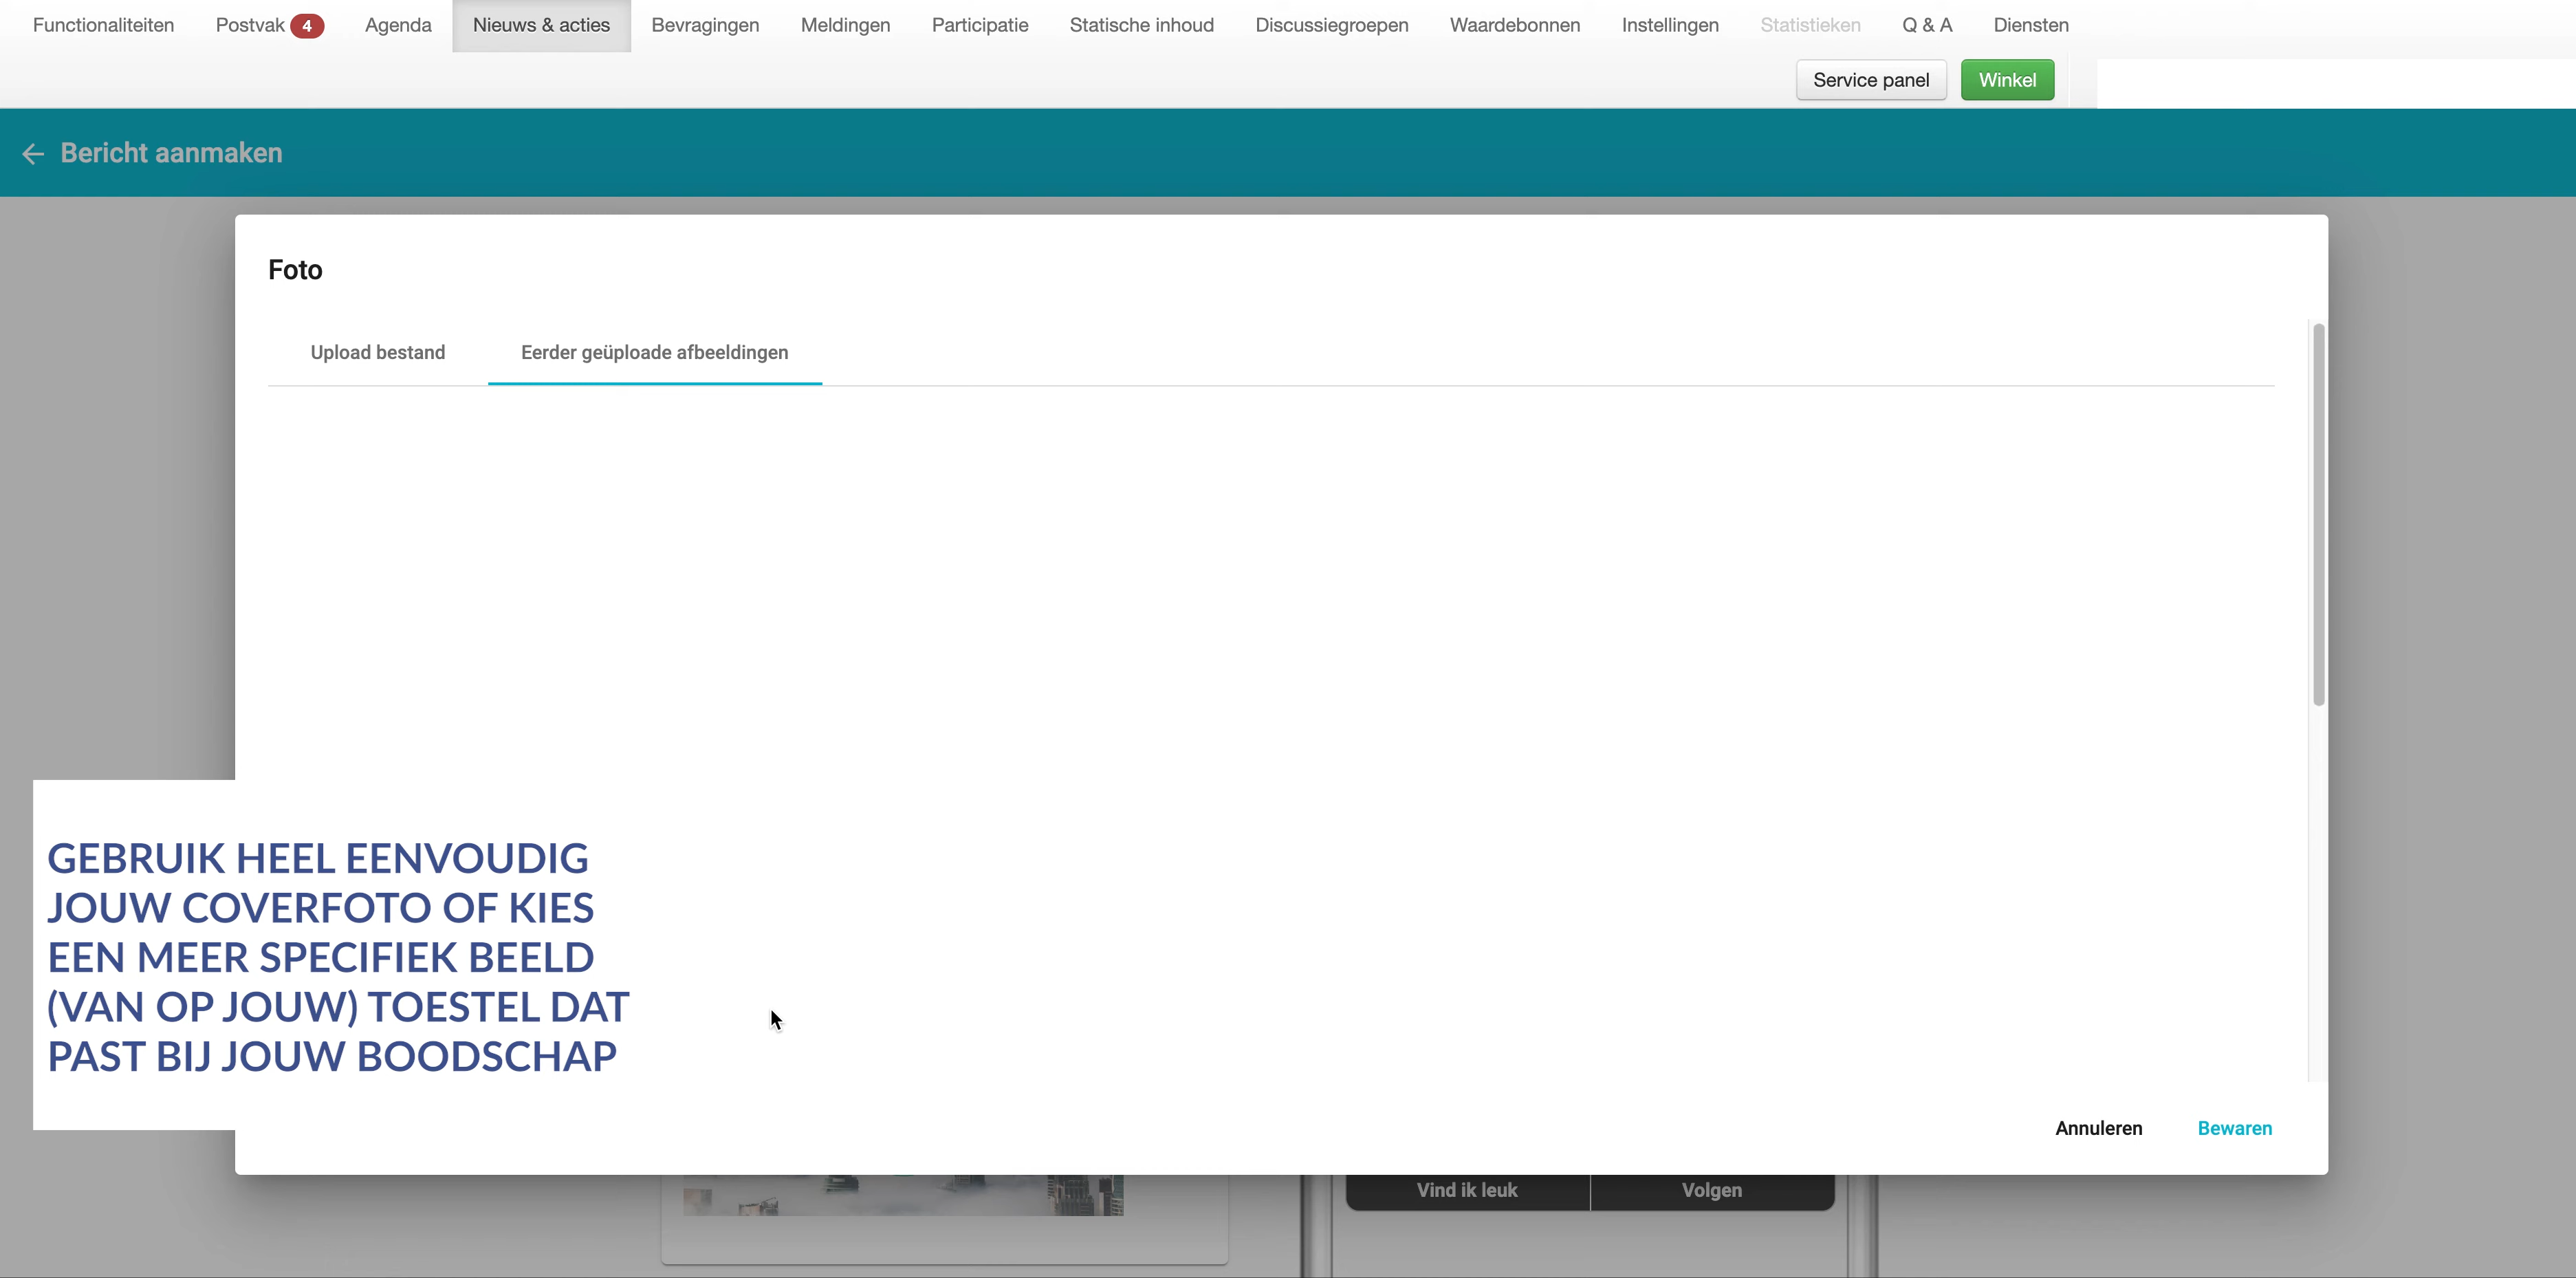 Functionaliteiten Postvak 4 Agenda Nieuws & acties Bevragingen Meldingen Participatie Statische inhoud Discussiegroepen Waardebonnen Instellingen Statistieken Q & A Diensten
Service panel Winkel
Bericht aanmaken
Foto
Upload bestand Eerder geüploade afbeeldingen
GEBRUIK HEEL EENVOUDIG
JOUW COVERFOTO OF KIES
EEN MEER SPECIFIEK BEELD
(VAN OP JOUW) TOESTEL DAT
PAST BIJ JOUW BOODSCHAP
Annuleren Bewaren
Vind ik leuk Volgen